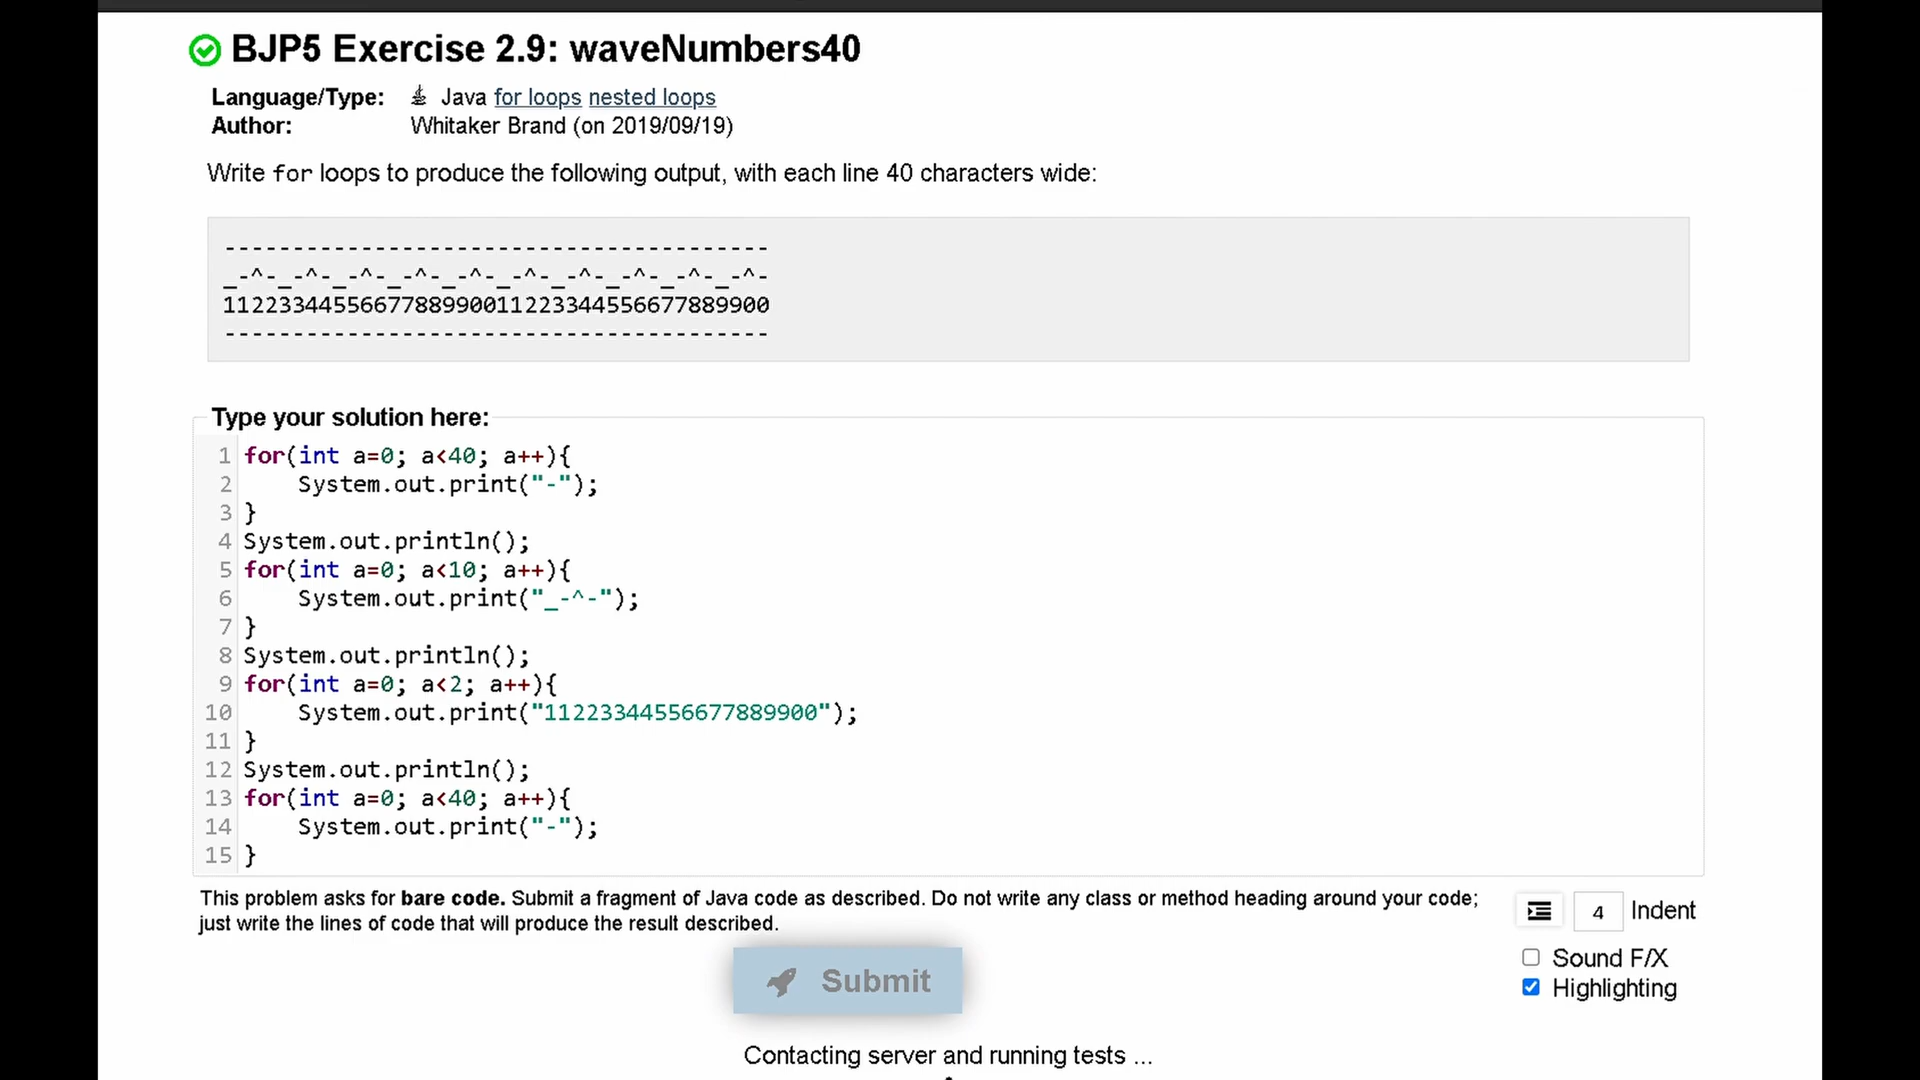 BJP5 Exercise 2.9: waveNumbers40
Language/Type: Java for loops nested loops
Author: Whitaker Brand (on 2019/09/19)
Write for loops to produce the following output, with each line 40 characters wide:
----------------------------------------
_-^-_-^-_-^-_-^-_-^-_-^-_-^-_-^-_-^-_-^-
1122334455667788990011223344556677889900
----------------------------------------
Type your solution here:
1 for(int a=0; a<40; a++){
2     System.out.print("-");
3 }
4 System.out.println();
5 for(int a=0; a<10; a++){
6     System.out.print("_-^-");
7 }
8 System.out.println();
9 for(int a=0; a<2; a++){
10     System.out.print("11223344556677889900");
11 }
12 System.out.println();
13 for(int a=0; a<40; a++){
14     System.out.print("-");
15 }
This problem asks for bare code. Submit a fragment of Java code as described. Do not write any class or method heading around your code;
just write the lines of code that will produce the result described.
4 Indent
Sound F/X
Highlighting
Submit
Contacting server and running tests ...